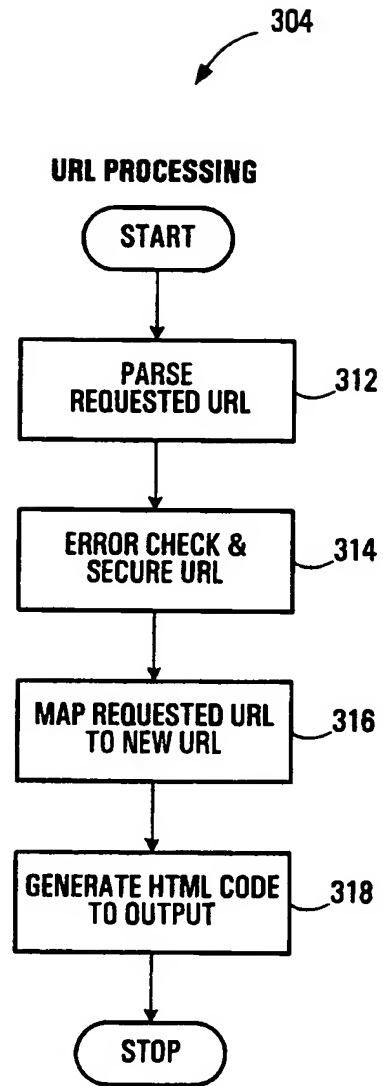 304
URL PROCESSING
START
PARSE
REQUESTED URL
312
ERROR CHECK &
SECURE URL
314
MAP REQUESTED URL
TO NEW URL
316
GENERATE HTML CODE
TO OUTPUT
318
STOP